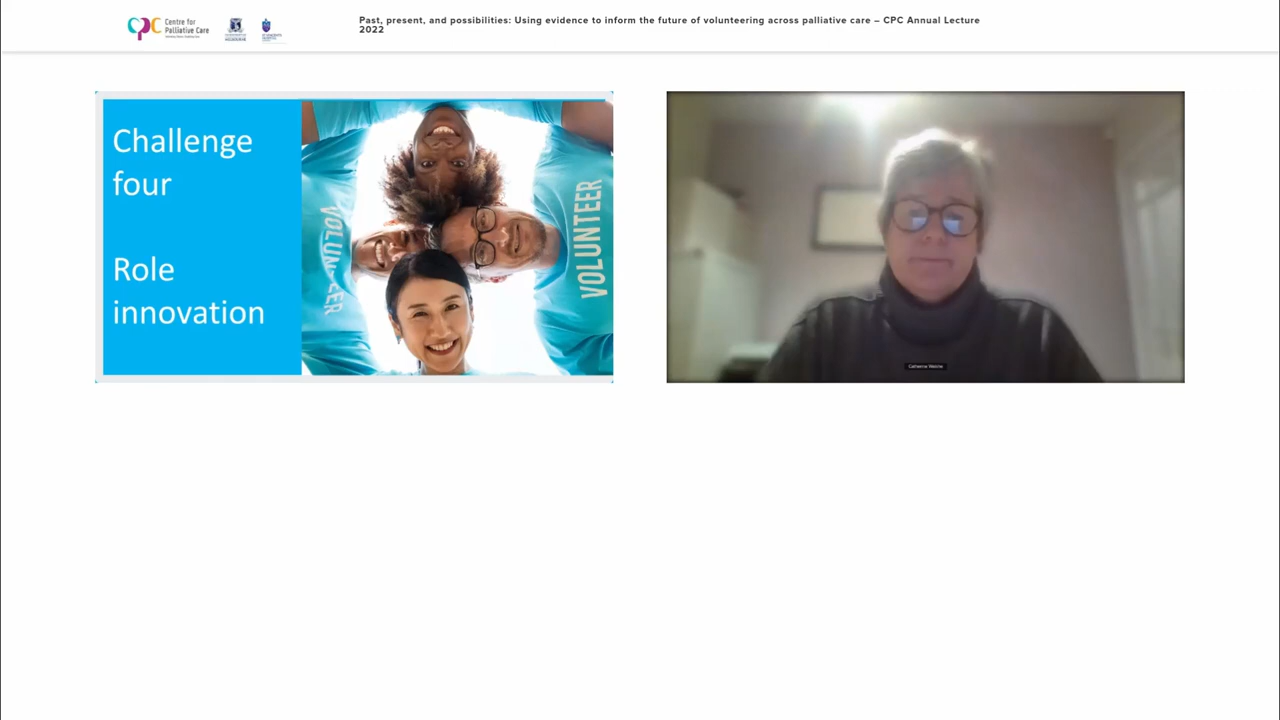 Centre for
Palliative Care
Past, present, and possibilities: Using evidence to inform the future of volunteering across palliative care – CPC Annual Lecture
2022
Challenge
four
Role
innovation
VOLUNTEER
VOLUNTEER